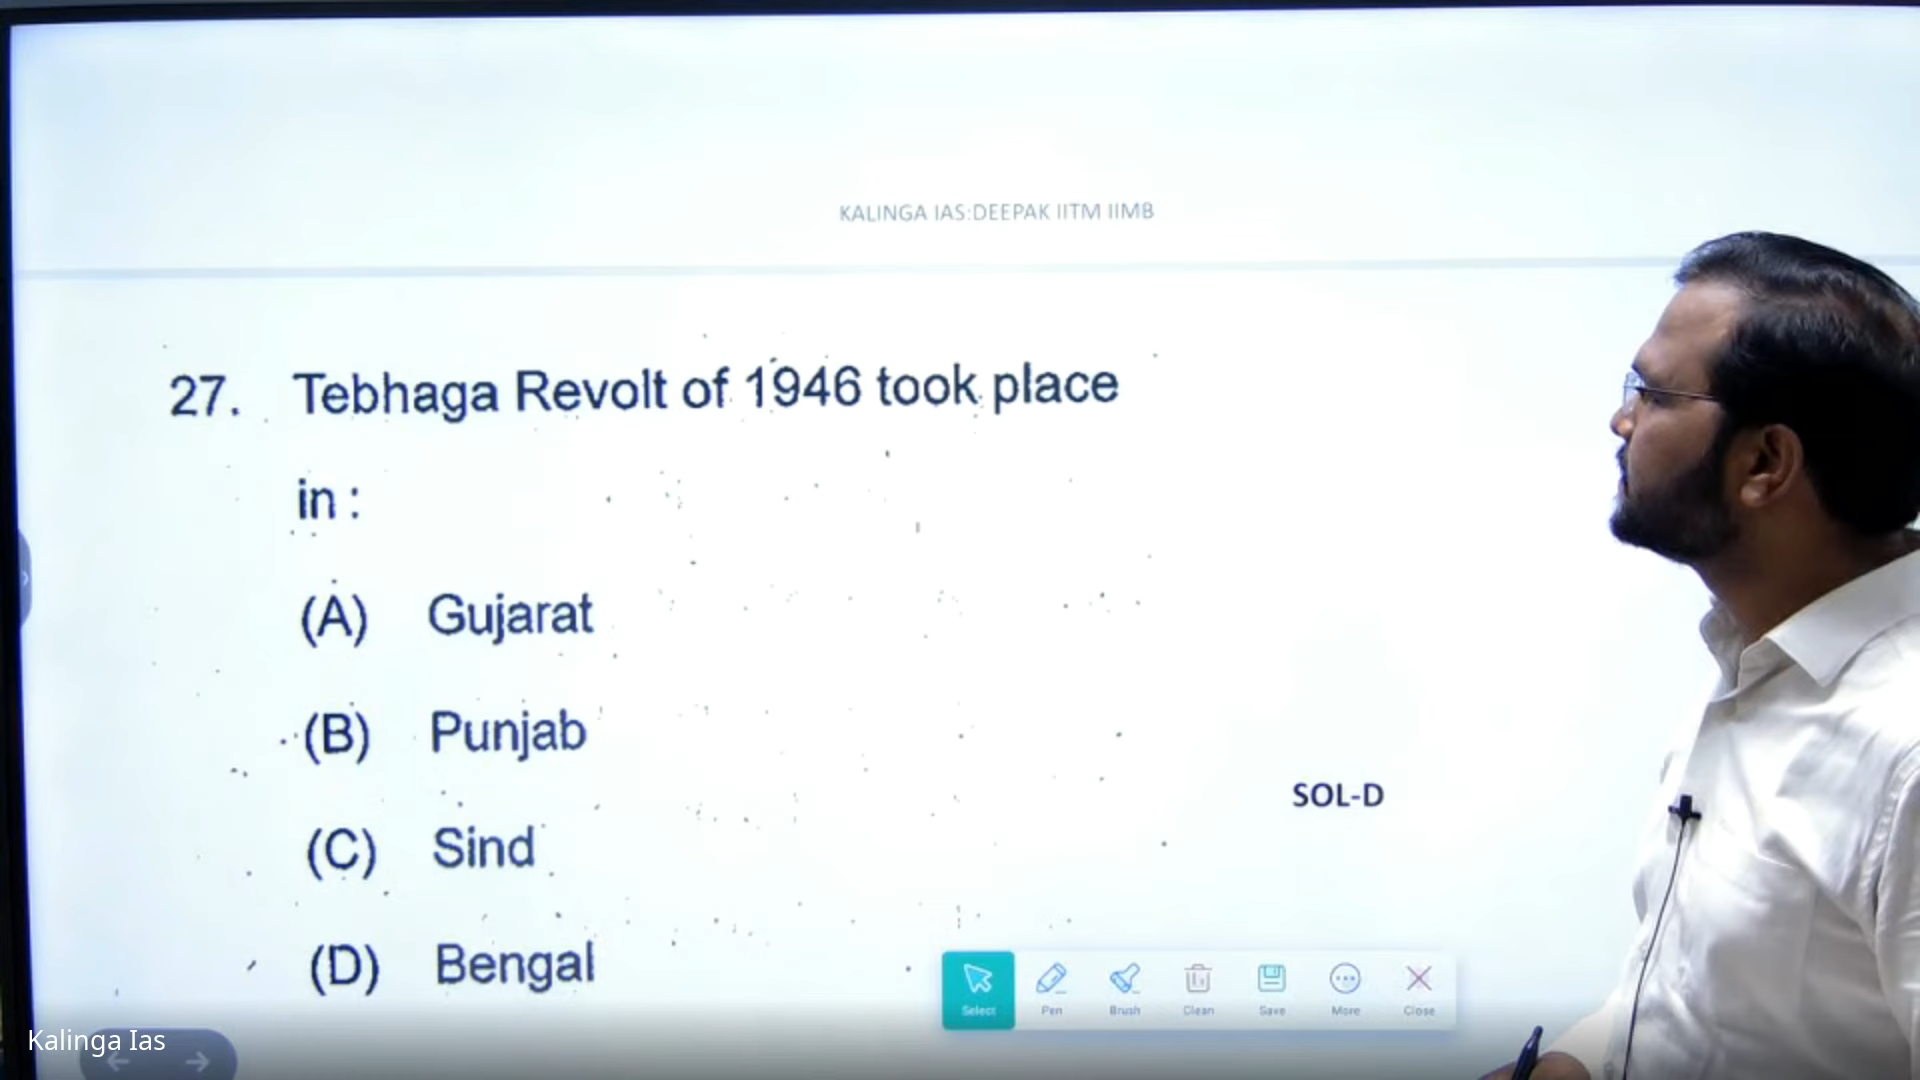 KALINGA IAS:DEEPAK IITM IIMB
27. Tebhaga Revolt of 1946 took place
in :
(A) Gujarat
(B) Punjab
(C) Sind
(D) Bengal
SOL-D
Select Pen Brush Clean Save More Close
Kalinga Ias